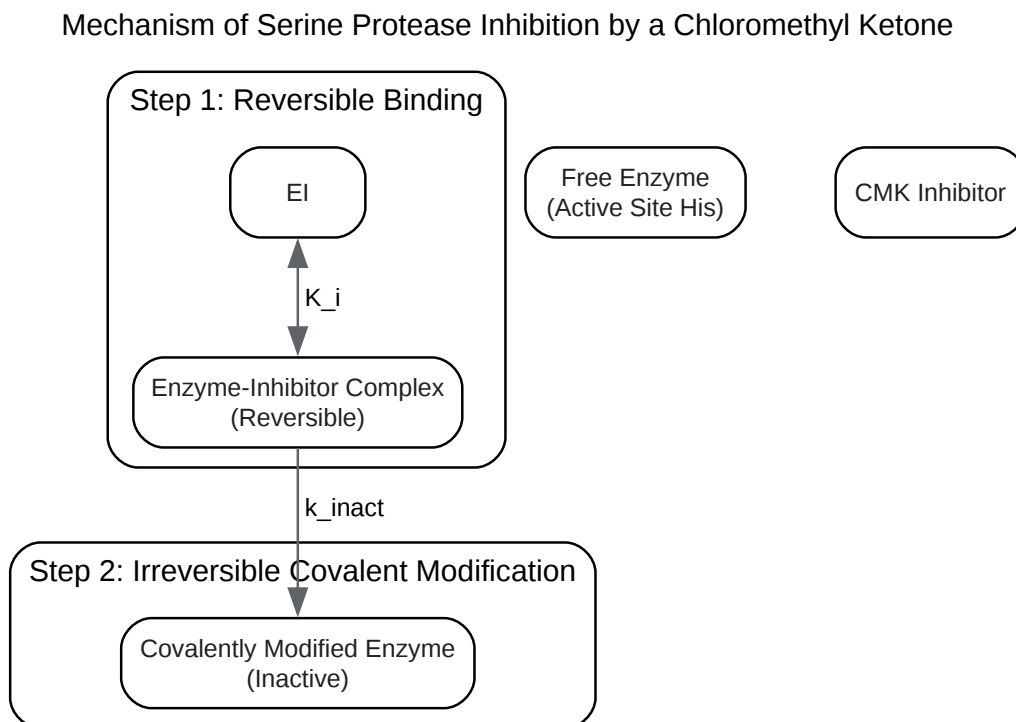 Mechanism of Serine Protease Inhibition by a Chloromethyl Ketone
Step 1: Reversible Binding
EI
Free Enzyme
(Active Site His)
CMK Inhibitor
K_i
Enzyme-Inhibitor Complex
(Reversible)
k_inact
Step 2: Irreversible Covalent Modification
Covalently Modified Enzyme
(Inactive)